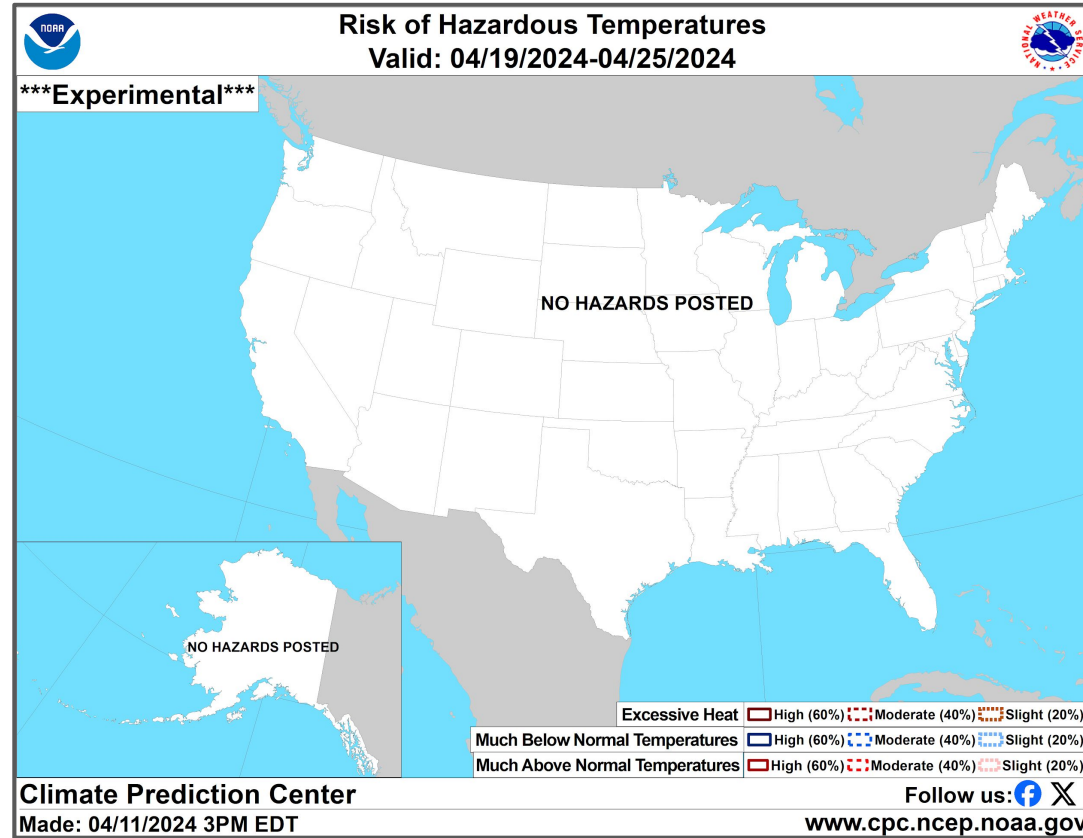 NOAA
Risk of Hazardous Temperatures
Valid: 04/19/2024-04/25/2024
NATIONAL WEATHER SERVICE
***Experimental***
NO HAZARDS POSTED
NO HAZARDS POSTED
Excessive Heat High (60%) Moderate (40%) Slight (20%)
Much Below Normal Temperatures High (60%) Moderate (40%) Slight (20%)
Much Above Normal Temperatures High (60%) Moderate (40%) Slight (20%)
Climate Prediction Center
Follow us:
Made: 04/11/2024 3PM EDT
www.cpc.ncep.noaa.gov